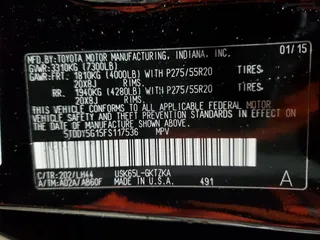 MFD.BY:TOYOTA MOTOR MANUFACTURING, INDIANA, INC. 01/15
GVWR:3310KG (7300LB)
GAWR:FRT. 1810KG (4000LB) WITH P275/55R20 TIRES,
20X8J RIMS
RR. 1940KG (4280LB) WITH P275/55R20 TIRES,
20X8J RIMS
THIS VEHICLE CONFORMS TO ALL APPLICABLE FEDERAL MOTOR
VEHICLE SAFETY AND THEFT PREVENTION STANDARDS IN EFFECT ON
THE DATE OF MANUFACTURE SHOWN ABOVE.
5TDDY5G15FS117536 MPV
C/TR:202/LH44 USK65L-GKTZKA
A/TM:A02A/AB60F MADE IN U.S.A. 491 A